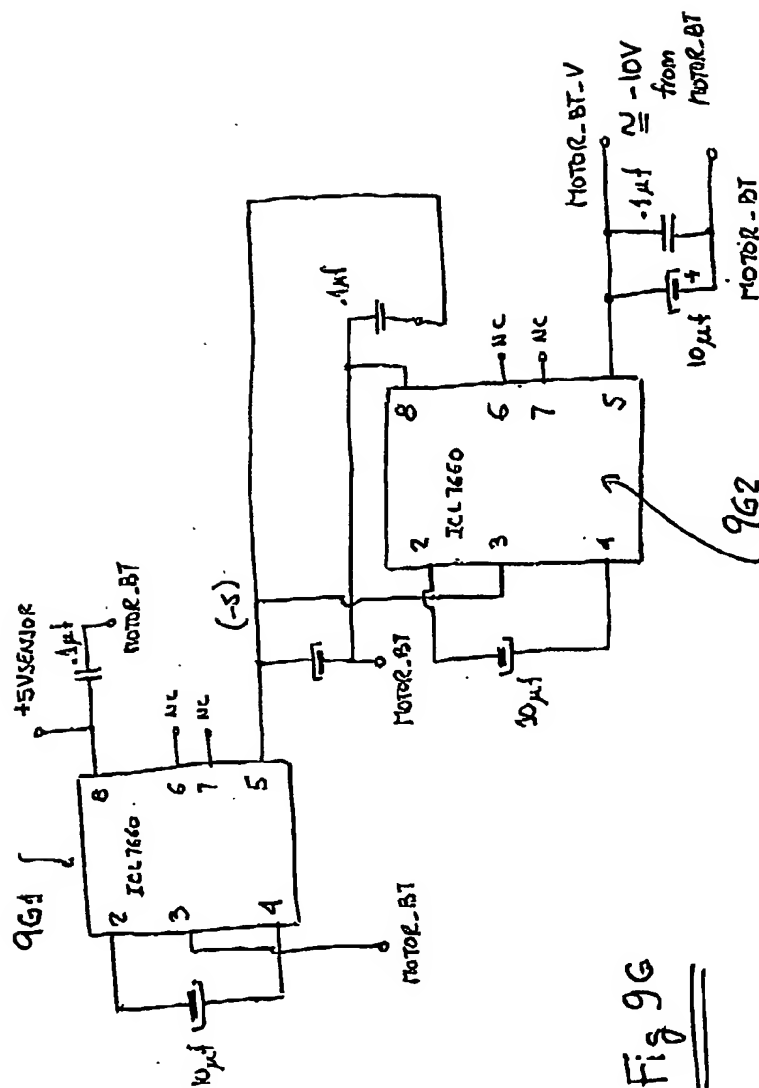 9G1
+5VSENSOR
.1µf
MOTOR_BT
ICL7660
2
3
4
8
6
7
5
NC
NC
10µf
MOTOR_BT
(-5)
MOTOR_BT
.1µf
ICL7660
2
3
4
8
6
7
5
NC
NC
10µf
9G2
MOTOR_BT_V
≅ -10V
from
MOTOR_BT
.1µf
10µf
+
MOTOR_BT
Fig 9G